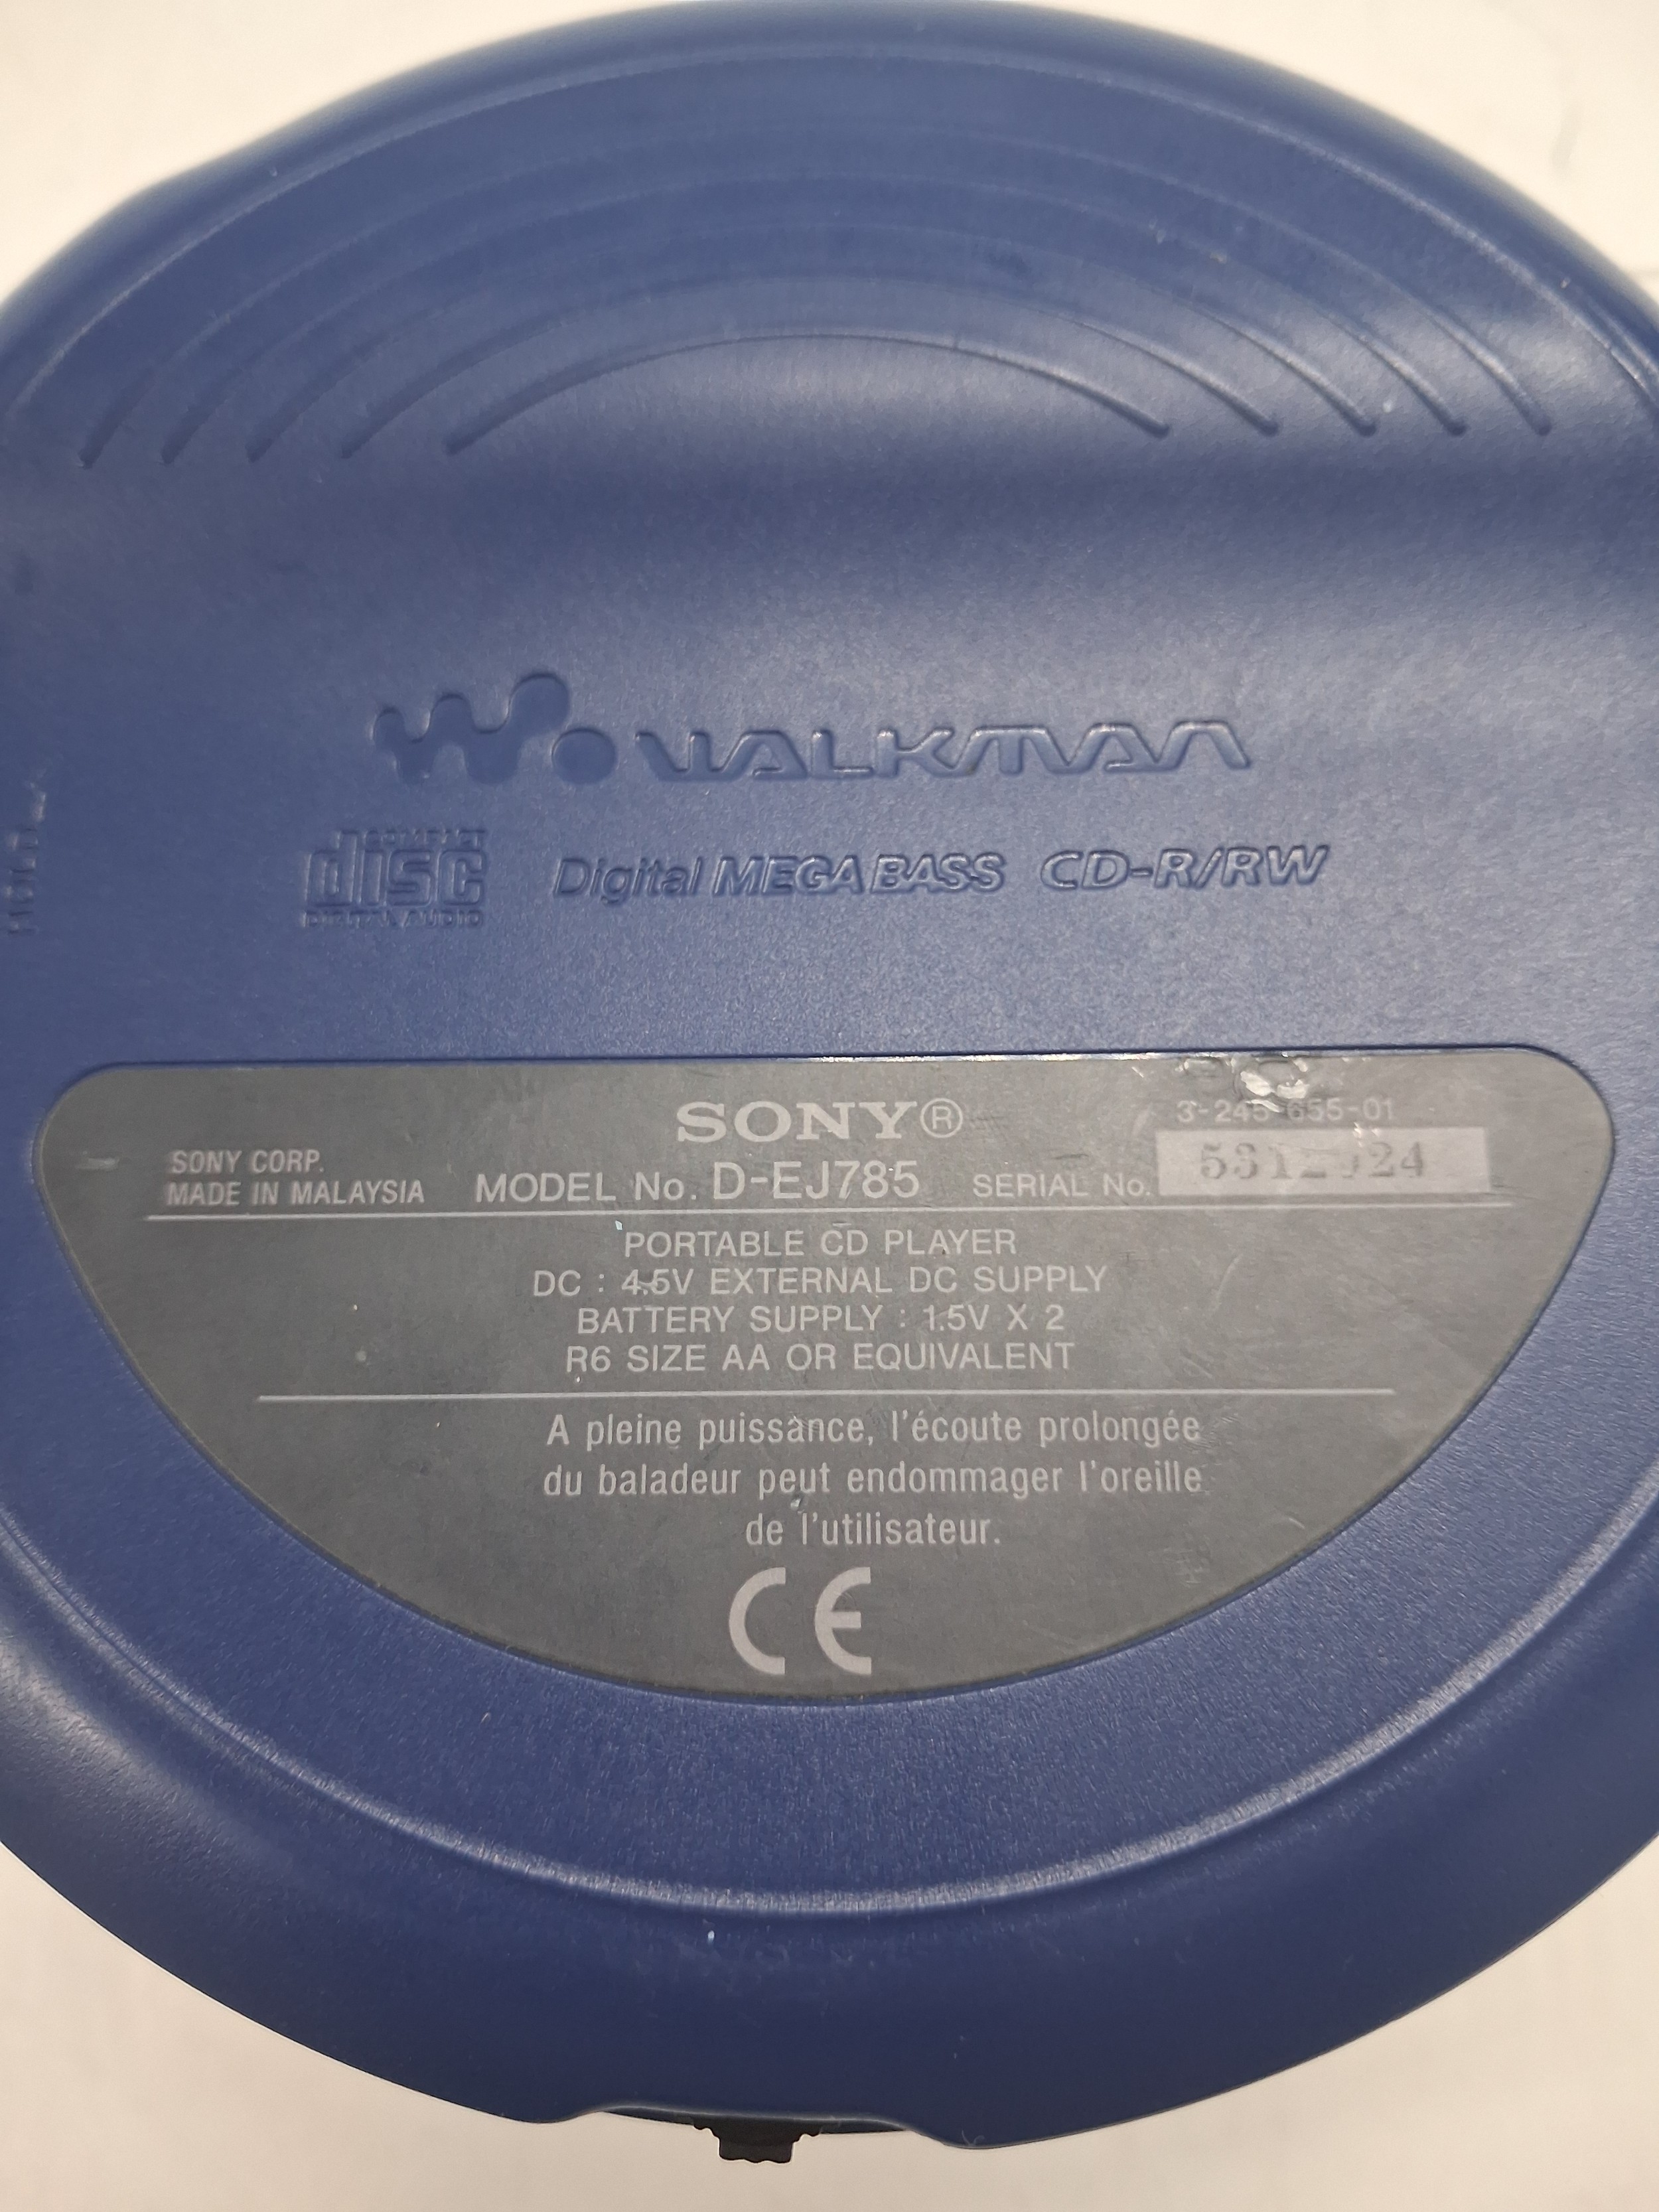 WALKMAN
COMPACT
disc
DIGITAL AUDIO
Digital MEGA BASS CD-R/RW
SONY®
SONY CORP.
MADE IN MALAYSIA
MODEL No. D-EJ785
SERIAL No.
PORTABLE CD PLAYER
DC : 4.5V EXTERNAL DC SUPPLY
BATTERY SUPPLY : 1.5V X 2
R6 SIZE AA OR EQUIVALENT
A pleine puissance, l'écoute prolongée
du baladeur peut endommager l'oreille
de l'utilisateur.
CE